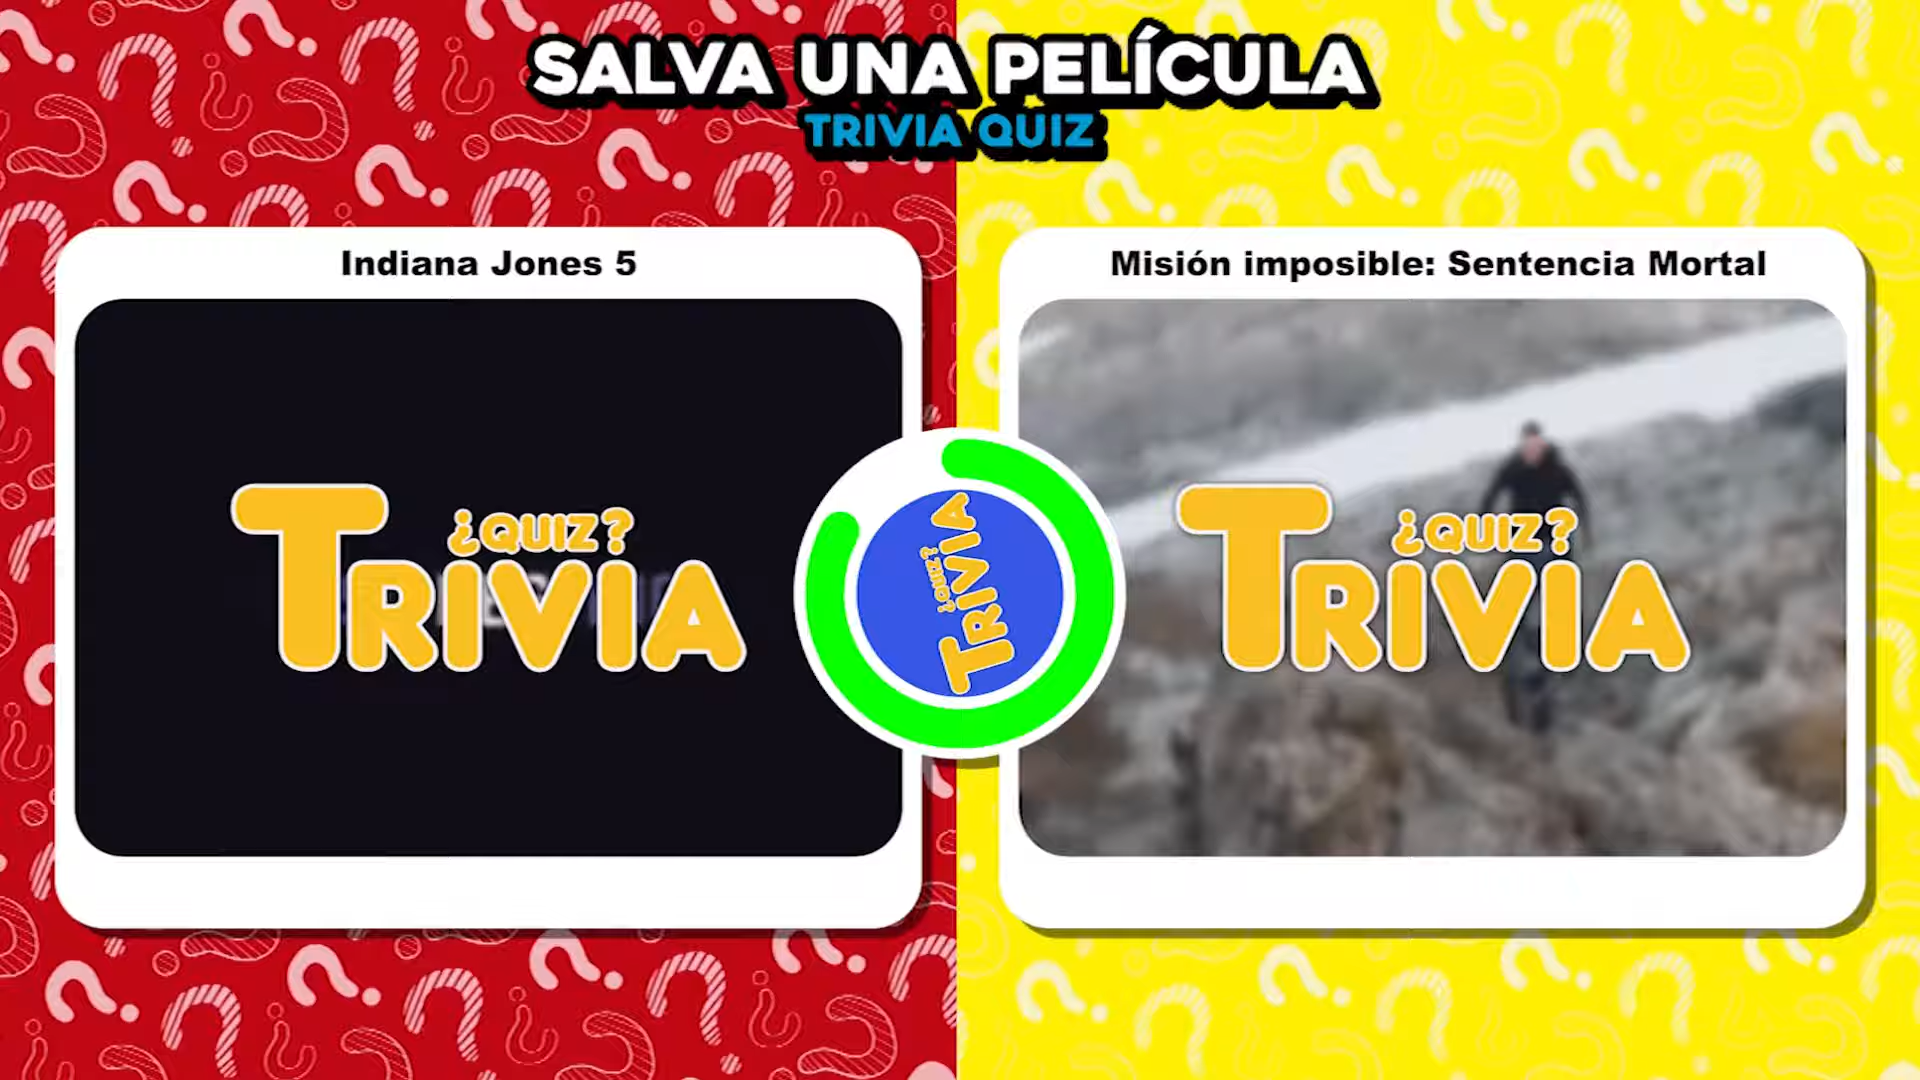 SALVA UNA PELÍCULA
TRIVIA QUIZ
Indiana Jones 5
Misión imposible: Sentencia Mortal
¿QUIZ?
TRIVIA
¿QUIZ?
TRIVIA
¿QUIZ?
TRIVIA